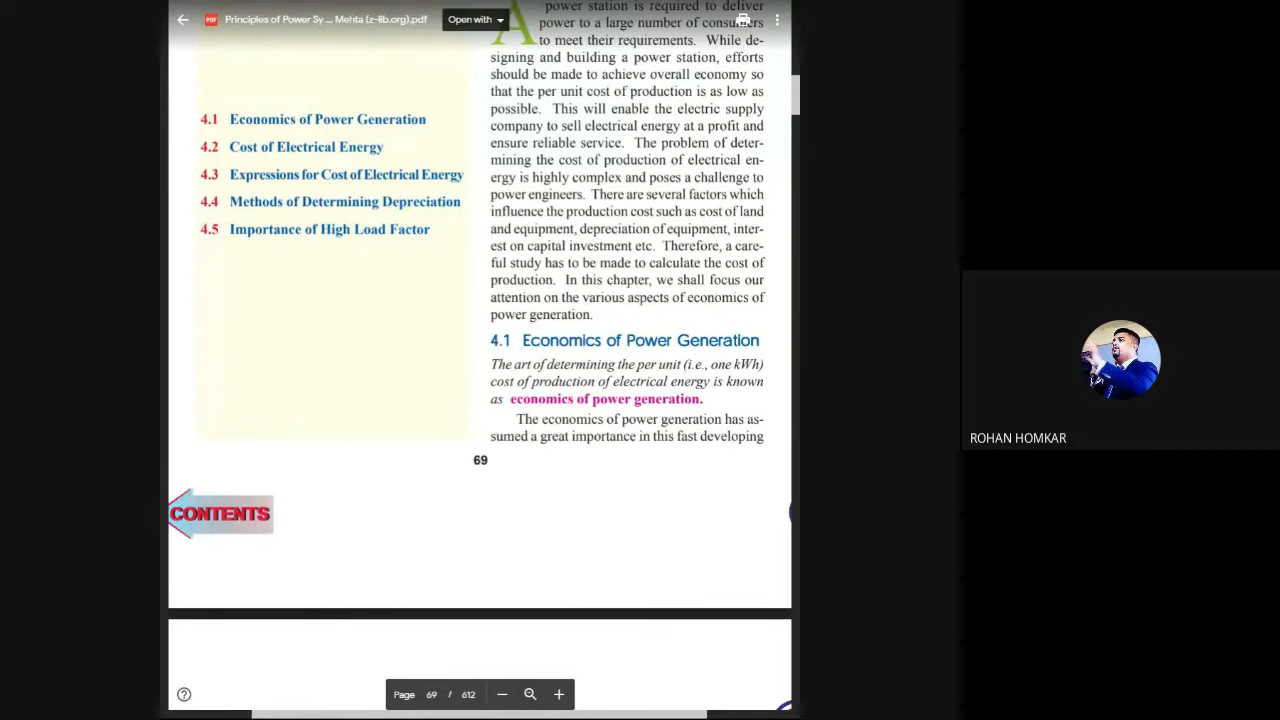 Principles of Power Sy ... Mehta (z-lib.org).pdf
Open with
4.1 Economics of Power Generation
4.2 Cost of Electrical Energy
4.3 Expressions for Cost of Electrical Energy
4.4 Methods of Determining Depreciation
4.5 Importance of High Load Factor
A power station is required to deliver
power to a large number of consumers
to meet their requirements. While de-
signing and building a power station, efforts
should be made to achieve overall economy so
that the per unit cost of production is as low as
possible. This will enable the electric supply
company to sell electrical energy at a profit and
ensure reliable service. The problem of deter-
mining the cost of production of electrical en-
ergy is highly complex and poses a challenge to
power engineers. There are several factors which
influence the production cost such as cost of land
and equipment, depreciation of equipment, inter-
est on capital investment etc. Therefore, a care-
ful study has to be made to calculate the cost of
production. In this chapter, we shall focus our
attention on the various aspects of economics of
power generation.
4.1 Economics of Power Generation
The art of determining the per unit (i.e., one kWh)
cost of production of electrical energy is known
as economics of power generation.
The economics of power generation has as-
sumed a great importance in this fast developing
69
CONTENTS
Page 69 / 612
ROHAN HOMKAR